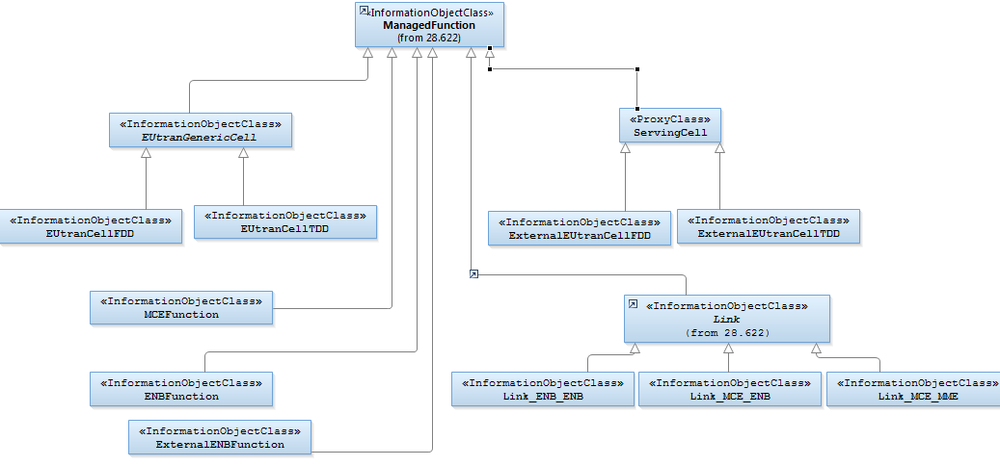 «InformationObjectClass»
ManagedFunction
(from 28.622)
«InformationObjectClass»
EUtranGenericCell
«ProxyClass»
ServingCell
«InformationObjectClass»
EUtranCellFDD
«InformationObjectClass»
EUtranCellTDD
«InformationObjectClass»
ExternalEUtranCellFDD
«InformationObjectClass»
ExternalEUtranCellTDD
«InformationObjectClass»
MCEFunction
«InformationObjectClass»
Link
(from 28.622)
«InformationObjectClass»
ENBFunction
«InformationObjectClass»
Link_ENB_ENB
«InformationObjectClass»
Link_MCE_ENB
«InformationObjectClass»
Link_MCE_MME
«InformationObjectClass»
ExternalENBFunction